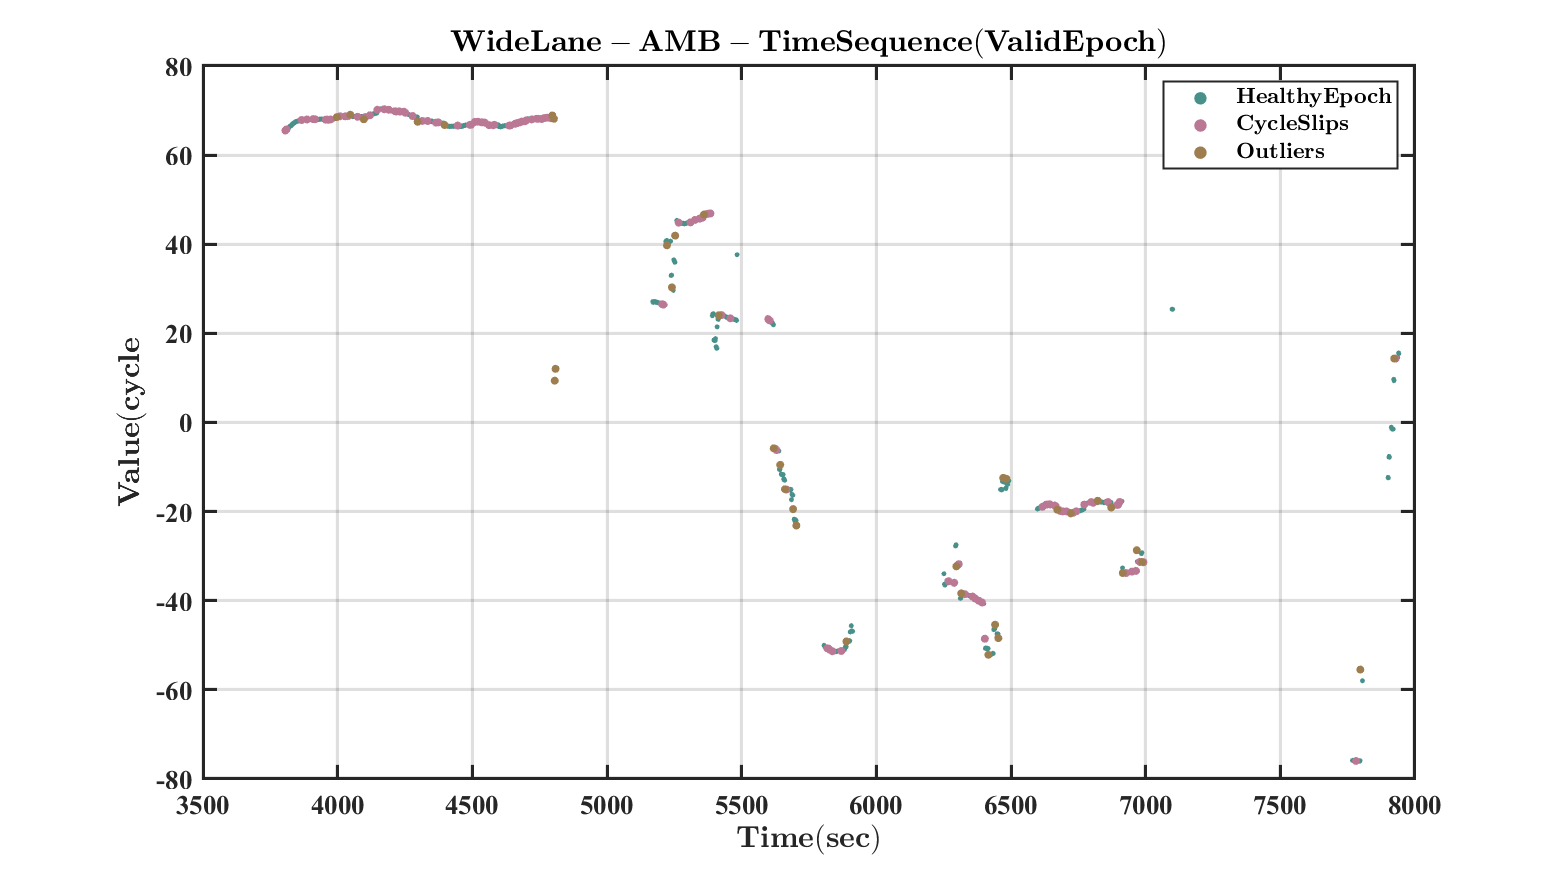 WideLane − AMB − TimeSequence(ValidEpoch)
80
60
40
20
0
-20
-40
-60
-80
Value(cycle
HealthyEpoch
CycleSlips
Outliers
3500 4000 4500 5000 5500 6000 6500 7000 7500 8000
Time(sec)